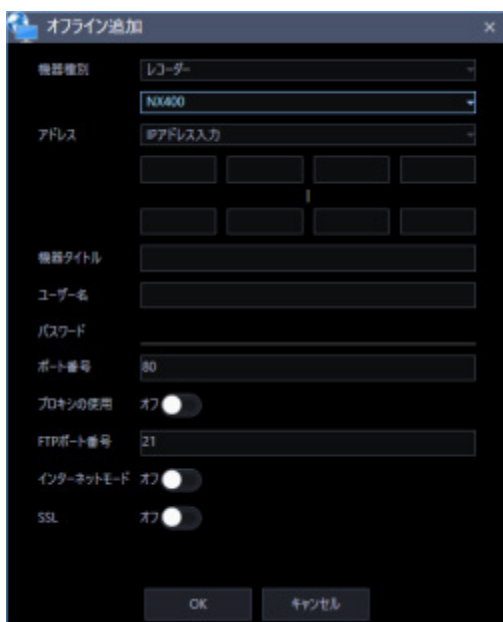 オフライン追加
×
機器種別
レコーダー
NX400
アドレス
IPアドレス入力
機器タイトル
ユーザー名
パスワード
ポート番号
80
プロキシの使用
オフ
FTPポート番号
21
インターネットモード
オフ
SSL
オフ
OK
キャンセル